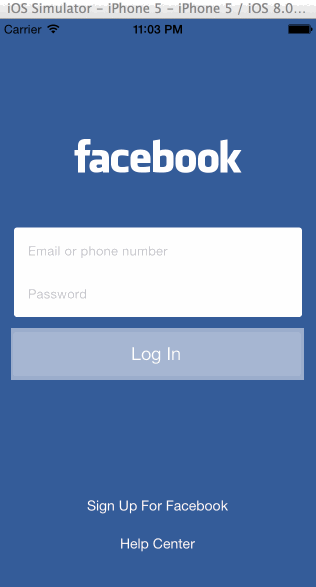 iOS Simulator – iPhone 5 – iPhone 5 / iOS 8.0...
Carrier 11:03 PM
facebook
Email or phone number
Password
Log In
Sign Up For Facebook
Help Center